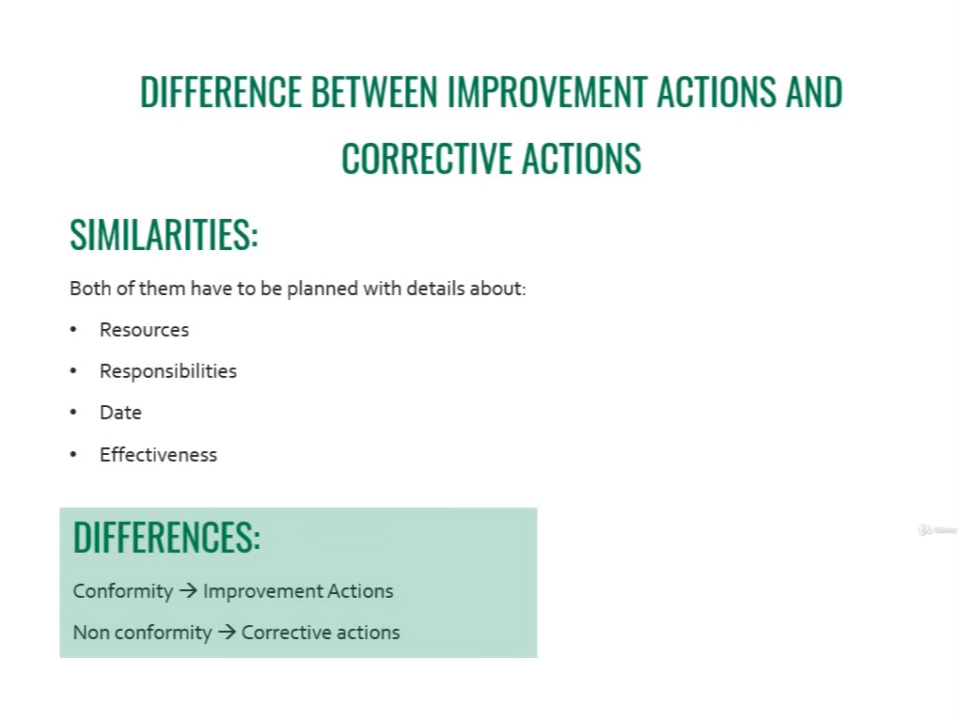 DIFFERENCE BETWEEN IMPROVEMENT ACTIONS AND
CORRECTIVE ACTIONS
SIMILARITIES:
Both of them have to be planned with details about:
• Resources
• Responsibilities
• Date
• Effectiveness
DIFFERENCES:
Conformity → Improvement Actions
Non conformity → Corrective actions